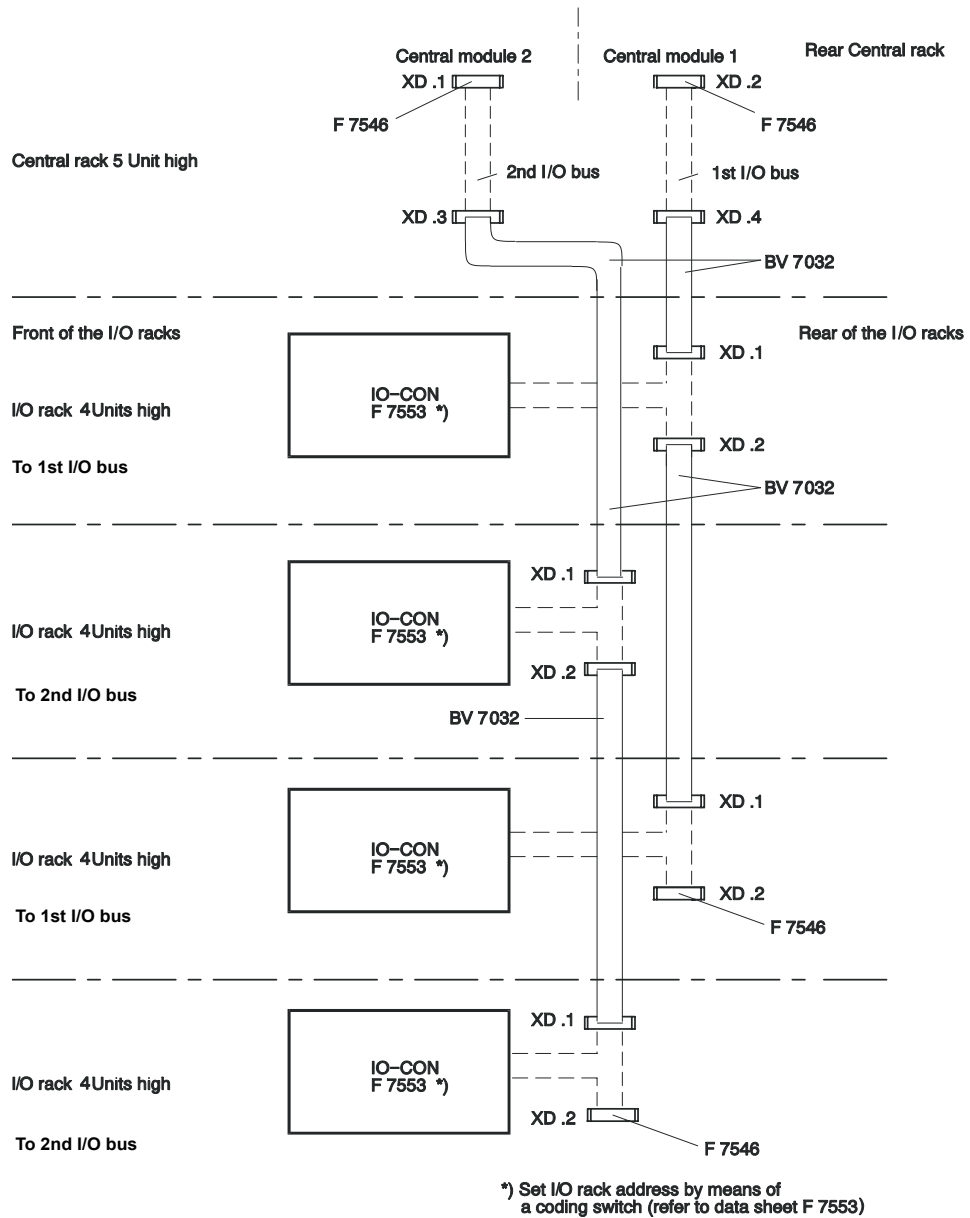 Rear Central rack
Central module 2
Central module 1
XD .1
XD .2
F 7546
F 7546
Central rack 5 Unit high
2nd I/O bus
1st I/O bus
XD .3
XD .4
BV 7032
Front of the I/O racks
Rear of the I/O racks
XD .1
IO-CON
F 7553 *)
I/O rack 4Units high
XD .2
To 1st I/O bus
BV 7032
XD .1
IO-CON
F 7553 *)
I/O rack 4Units high
XD .2
To 2nd I/O bus
BV 7032
XD .1
IO-CON
F 7553 *)
I/O rack 4Units high
XD .2
To 1st I/O bus
F 7546
XD .1
IO-CON
F 7553 *)
I/O rack 4Units high
XD .2
To 2nd I/O bus
F 7546
*) Set I/O rack address by means of
a coding switch (refer to data sheet F 7553)